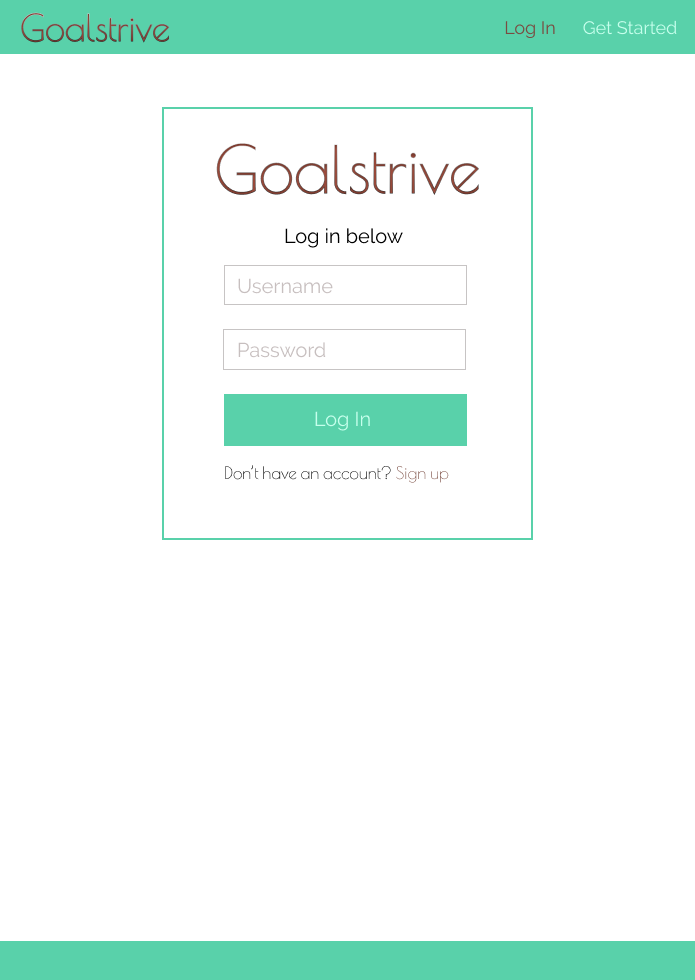 Goalstrive Log In Get Started
Goalstrive
Log in below
Username
Password
Log In
Don't have an account? Sign up